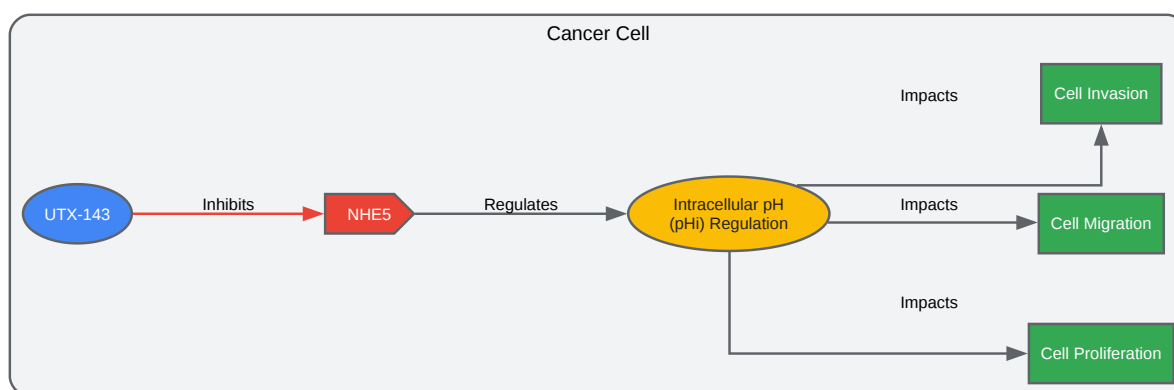 Cancer Cell
UTX-143
Inhibits
NHE5
Regulates
Intracellular pH
(pHi) Regulation
Impacts
Cell Invasion
Impacts
Cell Migration
Impacts
Cell Proliferation